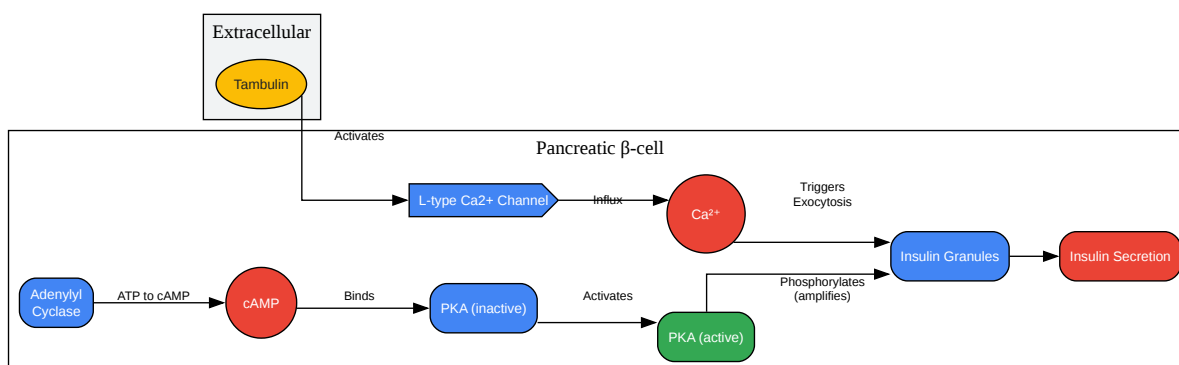 Extracellular
Tambulin
Activates
Pancreatic β-cell
L-type Ca2+ Channel
Influx
Ca²⁺
Triggers
Exocytosis
Insulin Granules
Insulin Secretion
Adenylyl
Cyclase
ATP to cAMP
cAMP
Binds
PKA (inactive)
Activates
PKA (active)
Phosphorylates
(amplifies)